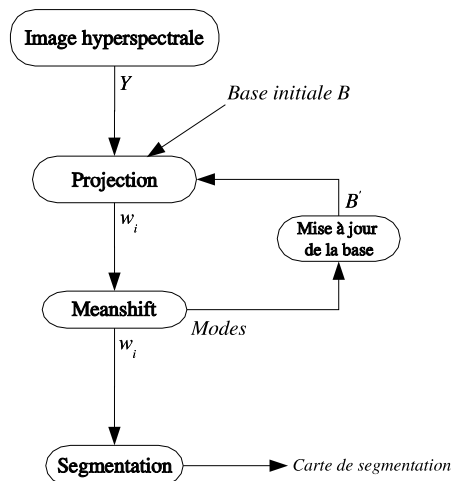 Image hyperspectrale
Y
Base initiale B
Projection
B'
w_i
Mise à jour
de la base
Meanshift
Modes
w_i
Segmentation
Carte de segmentation